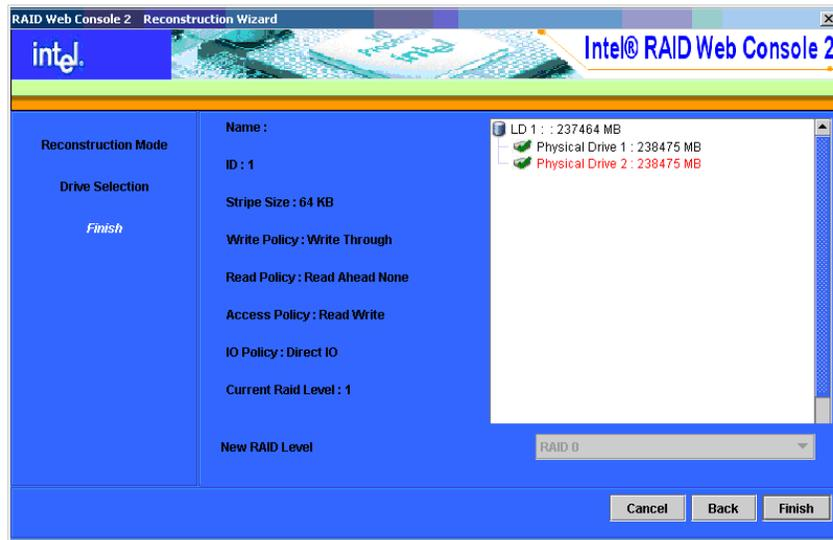 RAID Web Console 2 Reconstruction Wizard
intel.
Intel® RAID Web Console 2
Reconstruction Mode
Drive Selection
Finish
Name :
ID : 1
Stripe Size : 64 KB
Write Policy : Write Through
Read Policy : Read Ahead None
Access Policy : Read Write
IO Policy : Direct IO
Current Raid Level : 1
LD 1 : : 237464 MB
Physical Drive 1 : 238475 MB
Physical Drive 2 : 238475 MB
New RAID Level
RAID 0
Cancel
Back
Finish